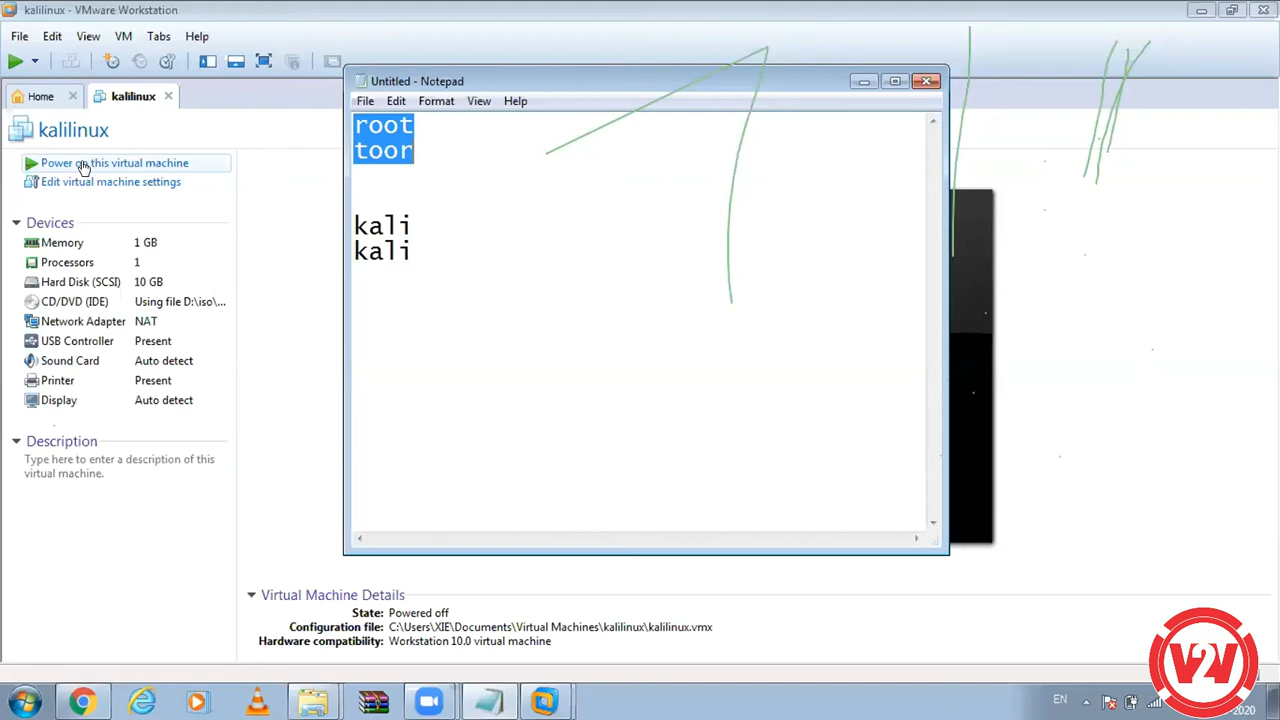 kalilinux - VMware Workstation
File Edit View VM Tabs Help
Home kalilinux
kalilinux
Power on this virtual machine
Edit virtual machine settings
Devices
Memory 1 GB
Processors 1
Hard Disk (SCSI) 10 GB
CD/DVD (IDE) Using file D:\iso\...
Network Adapter NAT
USB Controller Present
Sound Card Auto detect
Printer Present
Display Auto detect
Description
Type here to enter a description of this
virtual machine.
Untitled - Notepad
File Edit Format View Help
root
toor
kali
kali
Virtual Machine Details
State: Powered off
Configuration file: C:\Users\XIE\Documents\Virtual Machines\kalilinux\kalilinux.vmx
Hardware compatibility: Workstation 10.0 virtual machine
EN
2020
V2V